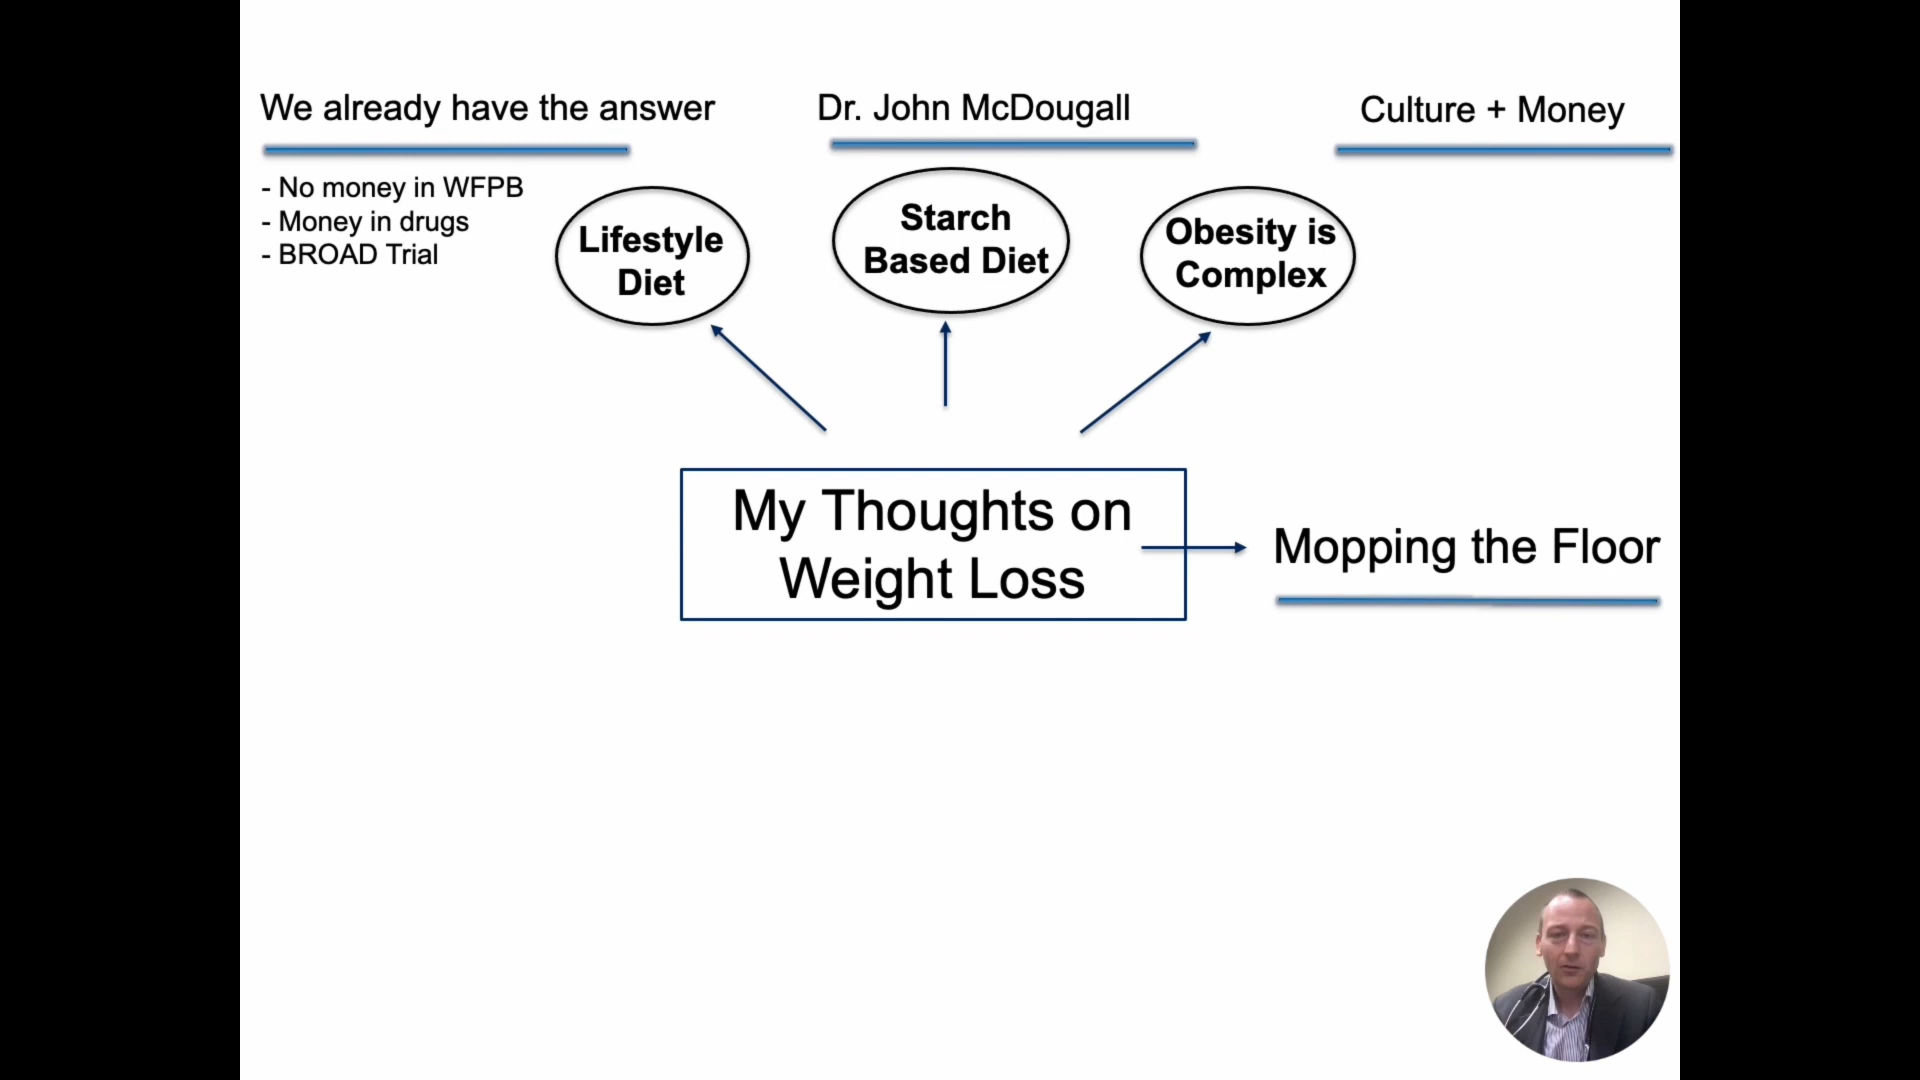 We already have the answer
- No money in WFPB
- Money in drugs
- BROAD Trial
Lifestyle
Diet
Dr. John McDougall
Starch
Based Diet
Culture + Money
Obesity is
Complex
My Thoughts on
Weight Loss
Mopping the Floor